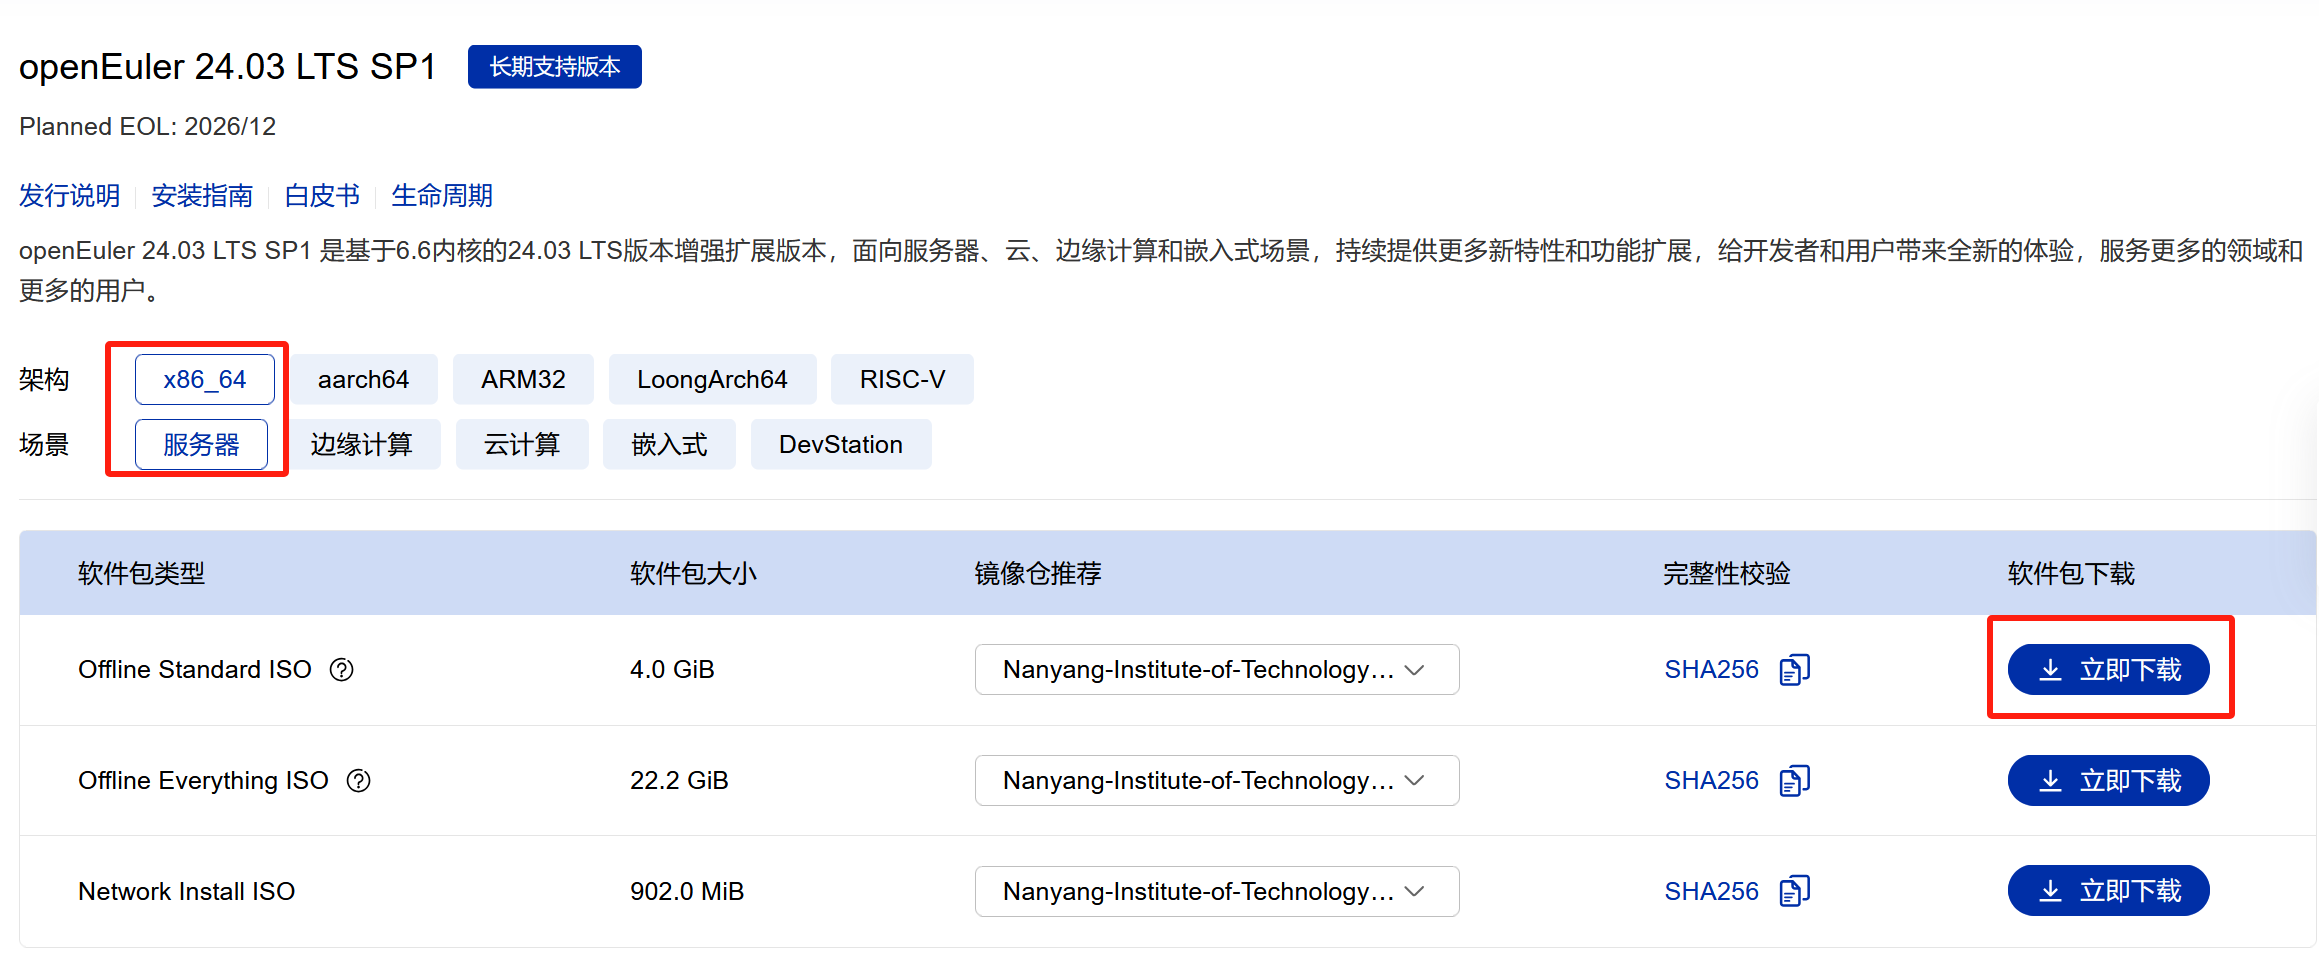 openEuler 24.03 LTS SP1 长期支持版本
Planned EOL: 2026/12
发行说明 安装指南 白皮书 生命周期
openEuler 24.03 LTS SP1 是基于6.6内核的24.03 LTS版本增强扩展版本，面向服务器、云、边缘计算和嵌入式场景，持续提供更多新特性和功能扩展，给开发者和用户带来全新的体验，服务更多的领域和
更多的用户。
架构 x86_64 aarch64 ARM32 LoongArch64 RISC-V
场景 服务器 边缘计算 云计算 嵌入式 DevStation
软件包类型 软件包大小 镜像仓推荐 完整性校验 软件包下载
Offline Standard ISO 4.0 GiB Nanyang-Institute-of-Technology... SHA256 立即下载
Offline Everything ISO 22.2 GiB Nanyang-Institute-of-Technology... SHA256 立即下载
Network Install ISO 902.0 MiB Nanyang-Institute-of-Technology... SHA256 立即下载